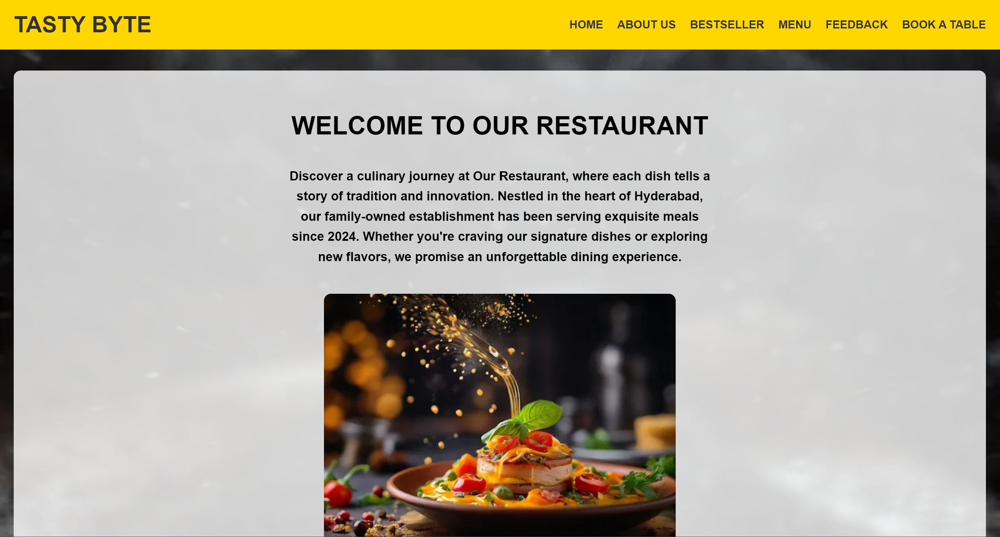 TASTY BYTE
HOME ABOUT US BESTSELLER MENU FEEDBACK BOOK A TABLE
WELCOME TO OUR RESTAURANT
Discover a culinary journey at Our Restaurant, where each dish tells a
story of tradition and innovation. Nestled in the heart of Hyderabad,
our family-owned establishment has been serving exquisite meals
since 2024. Whether you're craving our signature dishes or exploring
new flavors, we promise an unforgettable dining experience.